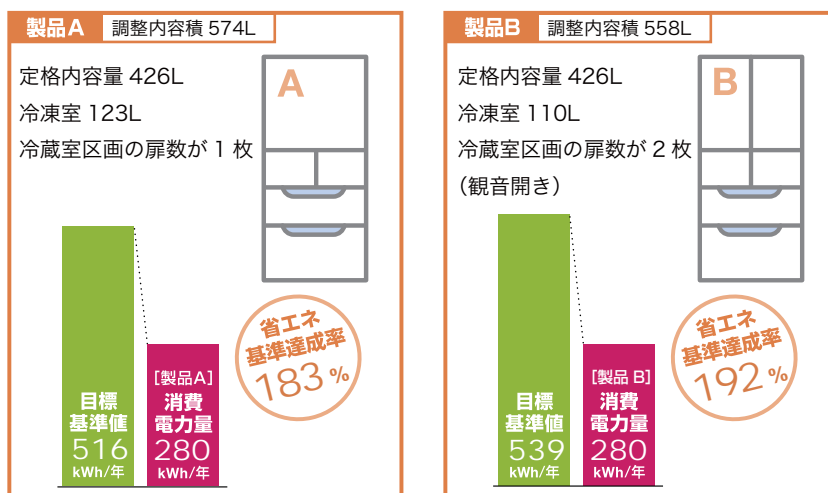 製品A 調整内容積 574L
定格内容量 426L
冷凍室 123L
冷蔵室区画の扉数が 1 枚
A
省エネ
基準達成率
183%
目標
基準値
516
kWh/年
[製品A]
消費
電力量
280
kWh/年
製品B 調整内容積 558L
定格内容量 426L
冷凍室 110L
冷蔵室区画の扉数が 2 枚
（観音開き）
B
省エネ
基準達成率
192%
目標
基準値
539
kWh/年
[製品 B]
消費
電力量
280
kWh/年